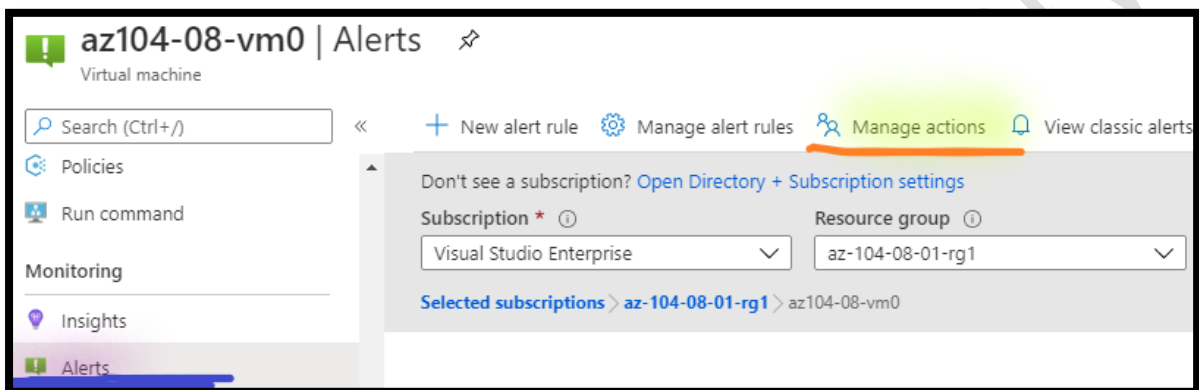 az104-08-vm0 | Alerts
Virtual machine
Search (Ctrl+/)
«
New alert rule
Manage alert rules
Manage actions
View classic alerts
Policies
Run command
Monitoring
Insights
Alerts
Don't see a subscription? Open Directory + Subscription settings
Subscription *
Resource group
Visual Studio Enterprise
az-104-08-01-rg1
Selected subscriptions > az-104-08-01-rg1 > az104-08-vm0